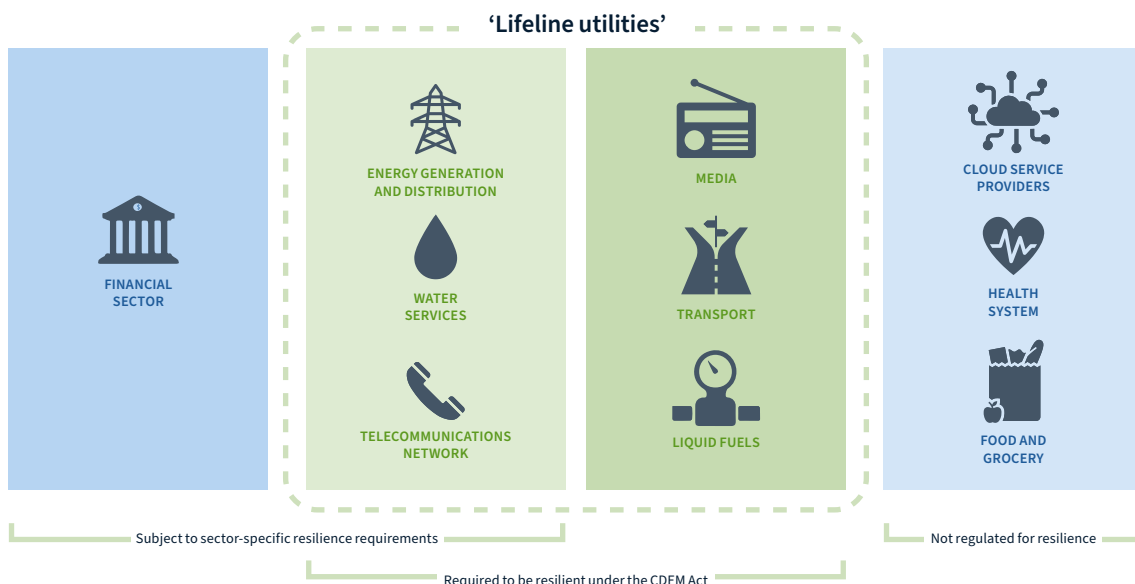 ‘Lifeline utilities’
FINANCIAL
SECTOR
ENERGY GENERATION
AND DISTRIBUTION
WATER
SERVICES
TELECOMMUNICATIONS
NETWORK
MEDIA
TRANSPORT
LIQUID FUELS
CLOUD SERVICE
PROVIDERS
HEALTH
SYSTEM
FOOD AND
GROCERY
Subject to sector-specific resilience requirements
Not regulated for resilience
Required to be resilient under the CDEM Act